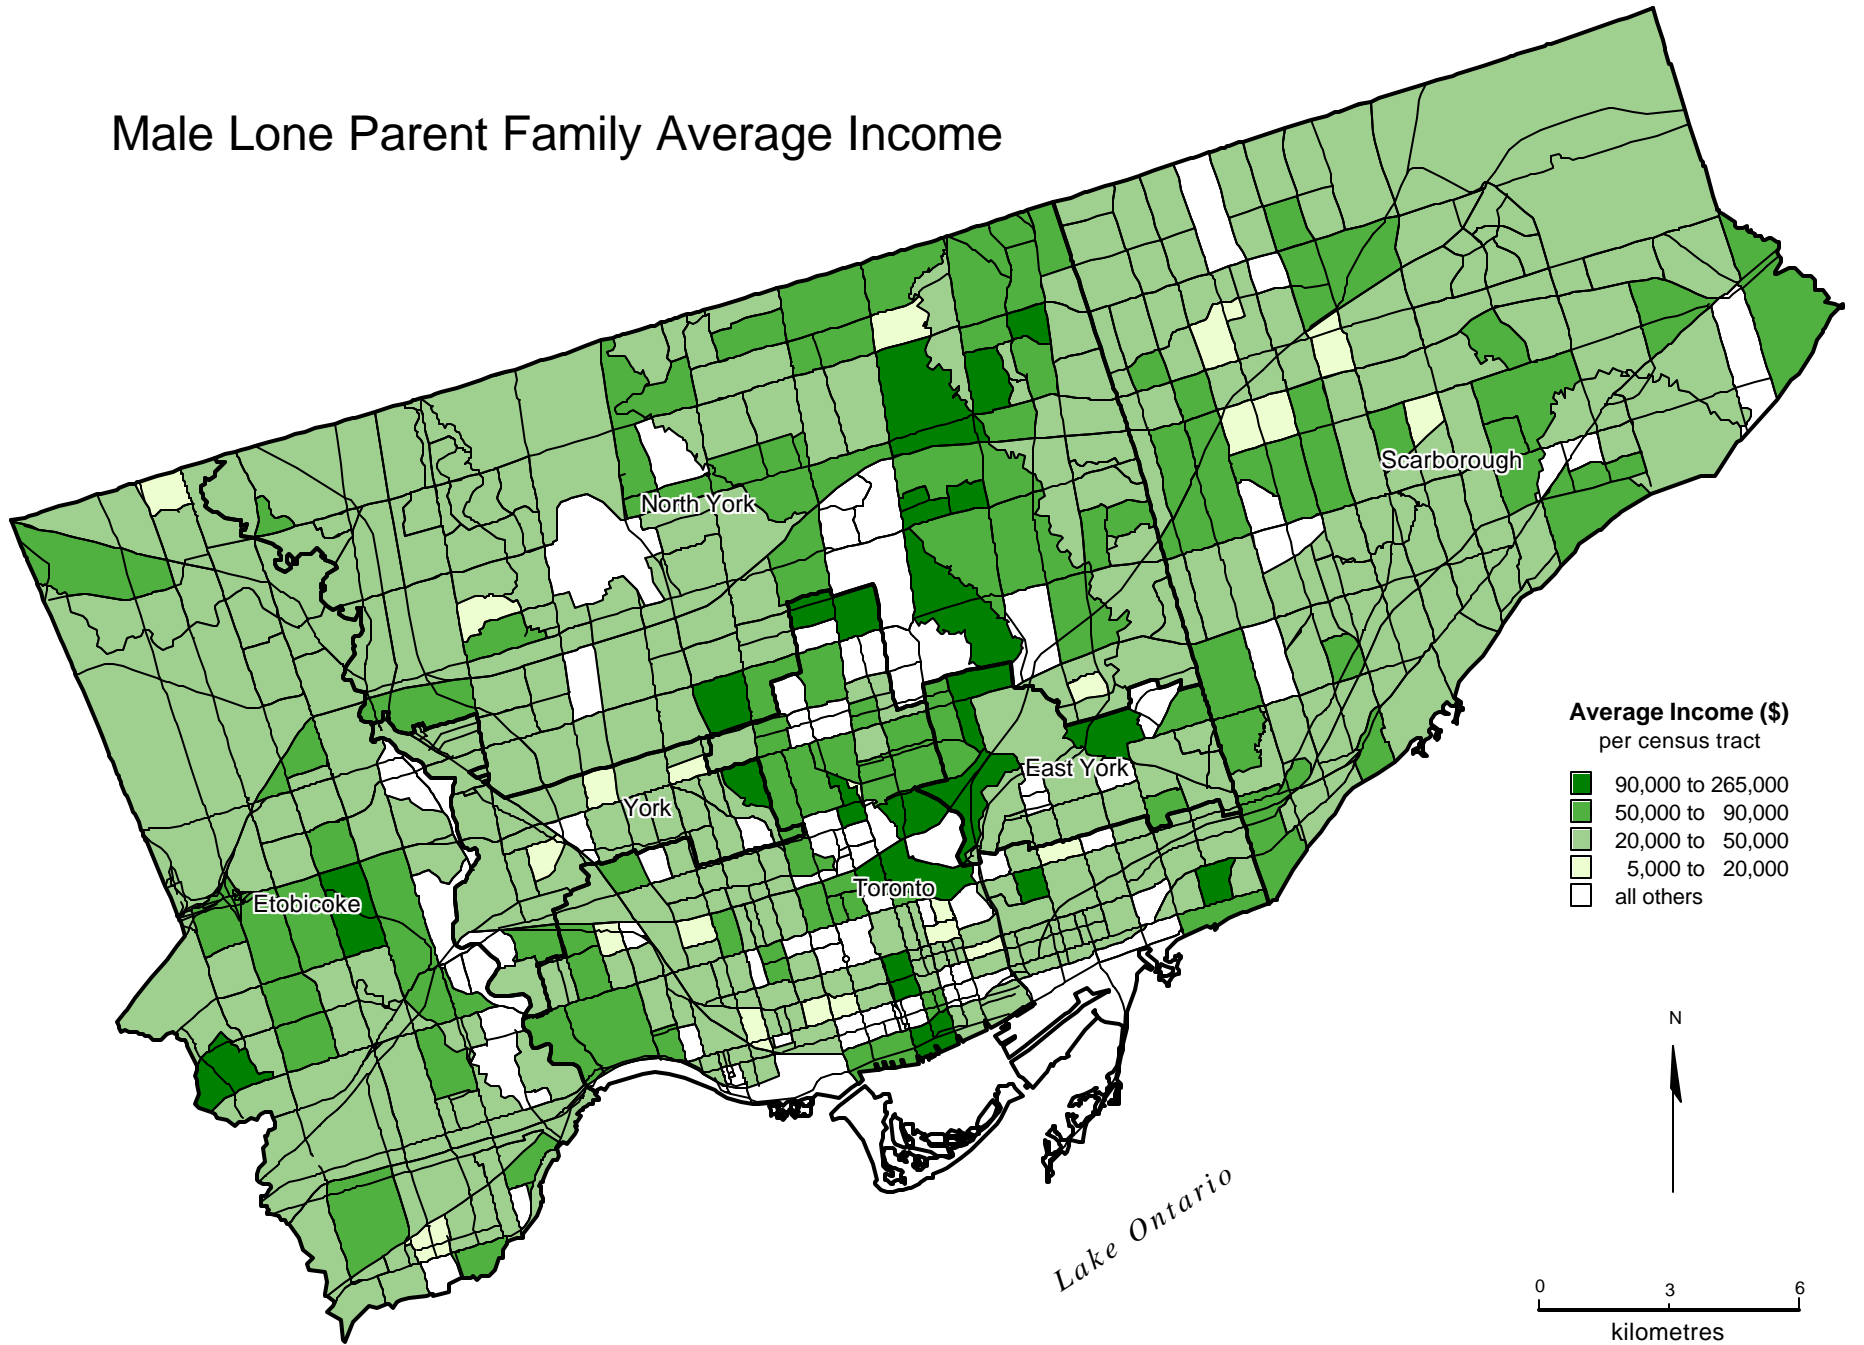 Male Lone Parent Family Average Income
North York
Scarborough
East York
York
Etobicoke
Toronto
Average Income ($)
per census tract
90,000 to 265,000
50,000 to 90,000
20,000 to 50,000
5,000 to 20,000
all others
N
Lake Ontario
0 3 6
kilometres